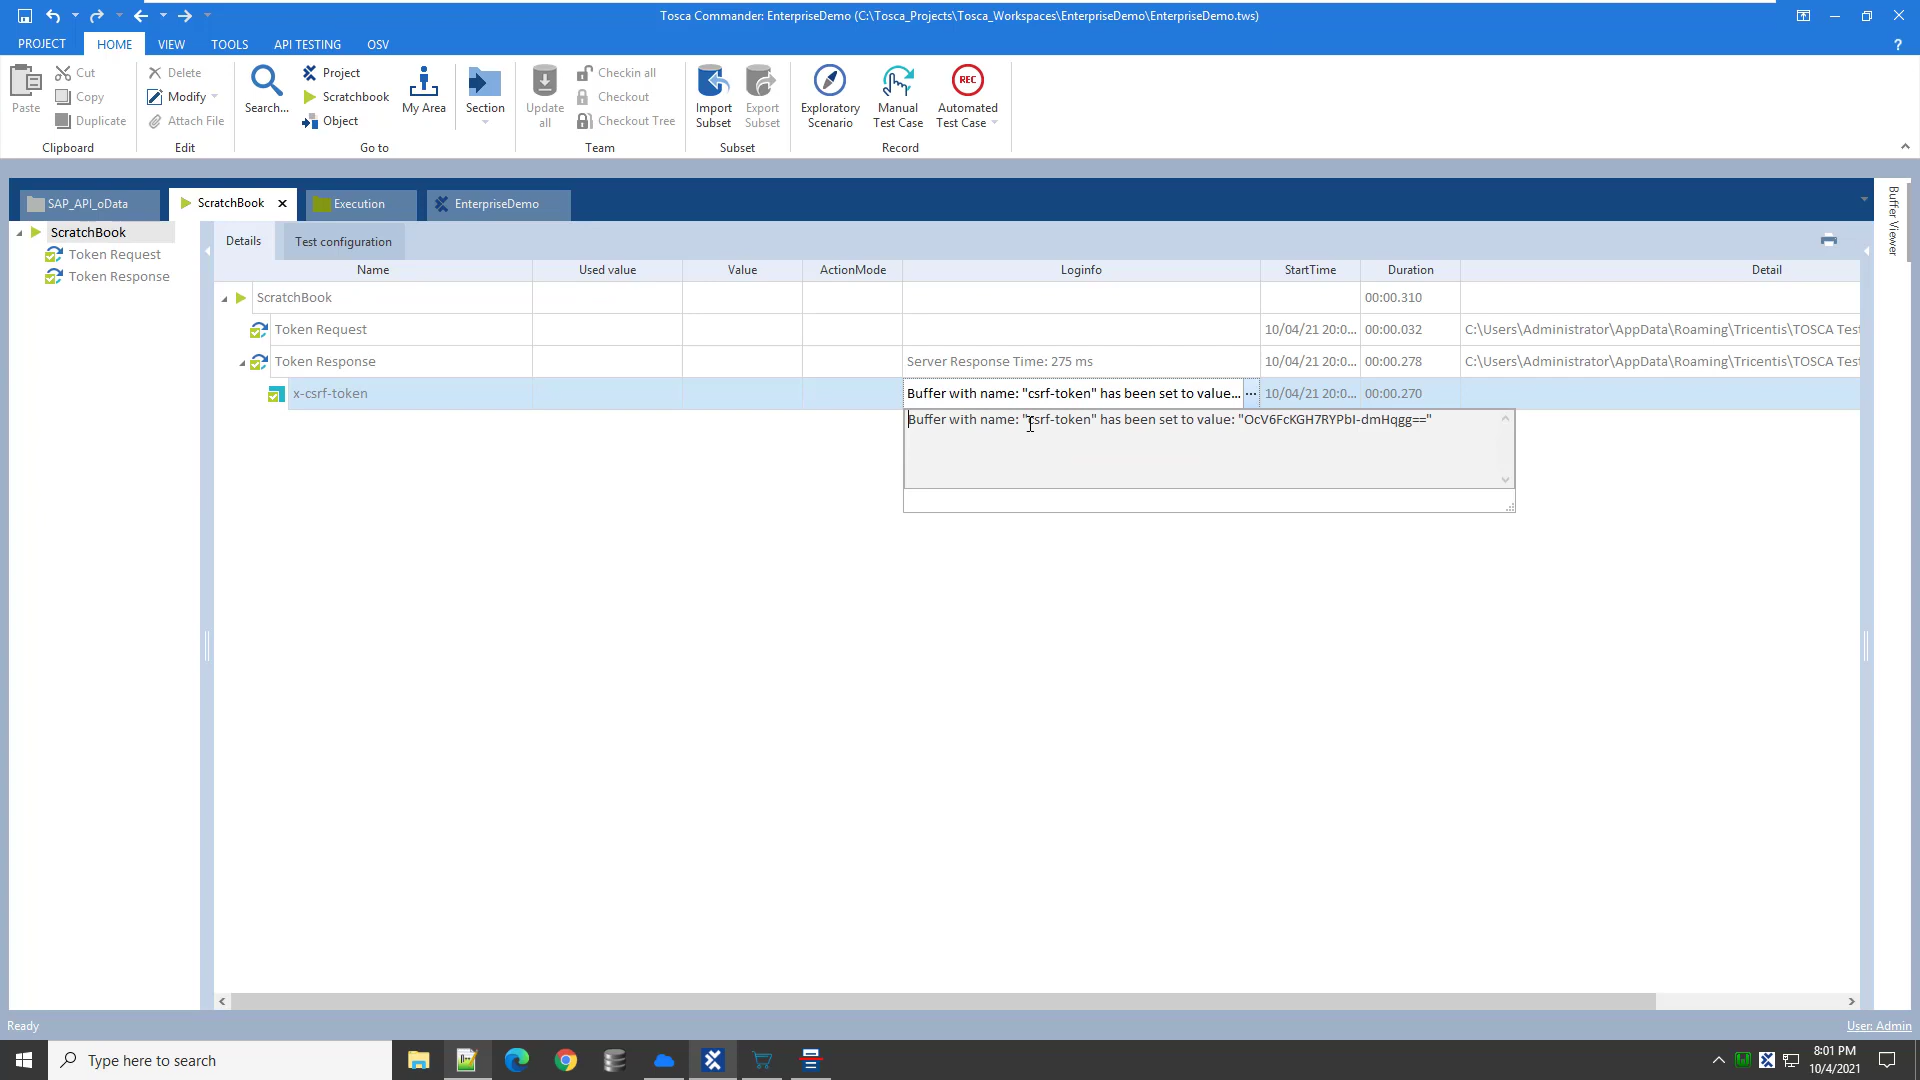 Tosca Commander: EnterpriseDemo (C:\Tosca_Projects\Tosca_Workspaces\EnterpriseDemo\EnterpriseDemo.tws)
PROJECT HOME VIEW TOOLS API TESTING OSV ?
Paste Cut Copy Duplicate
Clipboard
Delete Modify Attach File
Edit
Search... Project Scratchbook Object My Area Section
Go to
Update all Checkin all Checkout Checkout Tree
Team
Import Subset Export Subset
Subset
Exploratory Scenario Manual Test Case REC Automated Test Case
Record
SAP_API_oData ScratchBook Execution EnterpriseDemo
Buffer Viewer
ScratchBook
Token Request
Token Response
Details Test configuration
Name Used value Value ActionMode Loginfo StartTime Duration Detail
ScratchBook 00:00.310
Token Request 10/04/21 20:0... 00:00.032 C:\Users\Administrator\AppData\Roaming\Tricentis\TOSCA Test
Token Response Server Response Time: 275 ms 10/04/21 20:0... 00:00.278 C:\Users\Administrator\AppData\Roaming\Tricentis\TOSCA Test
x-csrf-token Buffer with name: "csrf-token" has been set to value... ... 10/04/21 20:0... 00:00.270
Buffer with name: "csrf-token" has been set to value: "OcV6FcKGH7RYPbI-dmHqgg=="
Ready User: Admin
Type here to search
8:01 PM
10/4/2021